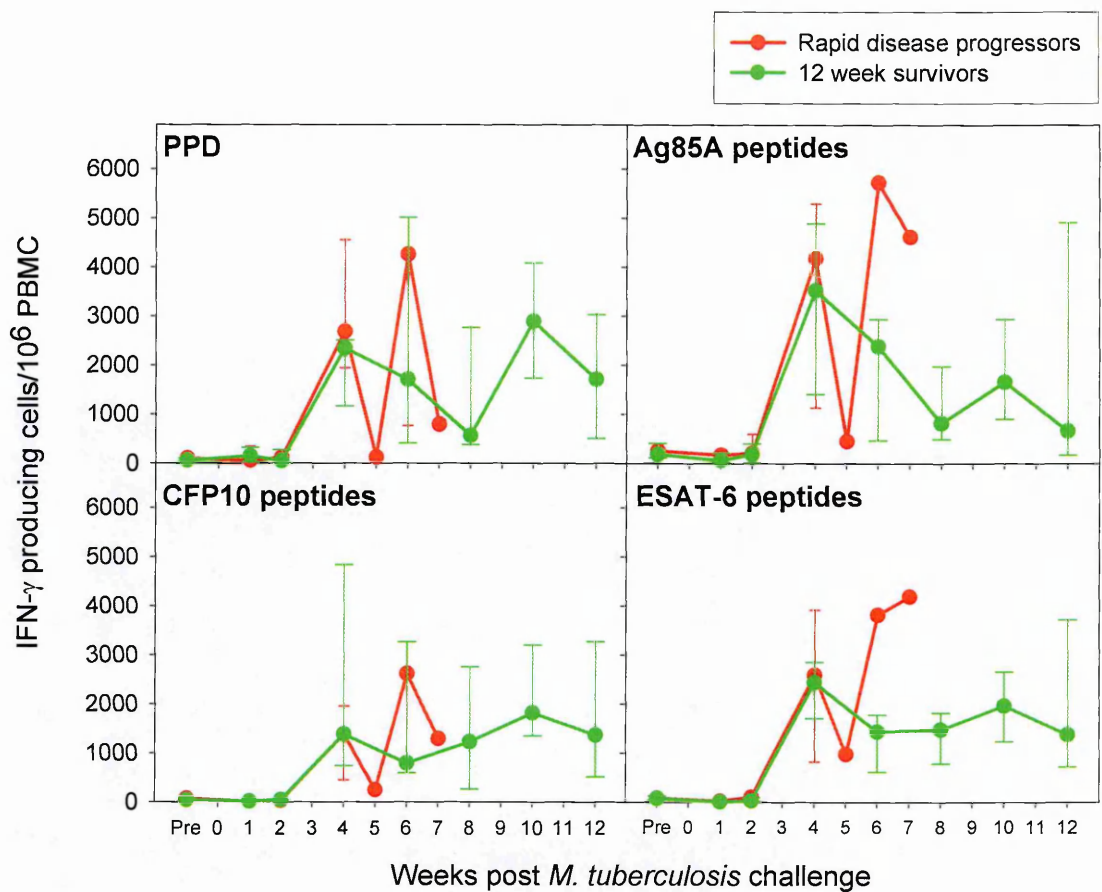 Rapid disease progressors
12 week survivors
PPD
Ag85A peptides
6000
5000
4000
3000
2000
1000
0
CFP10 peptides
ESAT-6 peptides
5000
4000
3000
2000
1000
0
IFN-γ producing cells/10⁶ PBMC
Pre 0 1 2 3 4 5 6 7 8 9 10 11 12
Pre 0 1 2 3 4 5 6 7 8 9 10 11 12
Weeks post M. tuberculosis challenge